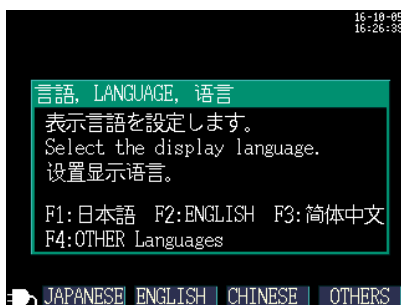 16-10-05
16:26:39
言語, LANGUAGE, 语言
表示言語を設定します。
Select the display language.
设置显示语言。
F1:日本語 F2:ENGLISH F3:简体中文
F4:OTHER Languages
JAPANESE ENGLISH CHINESE OTHERS